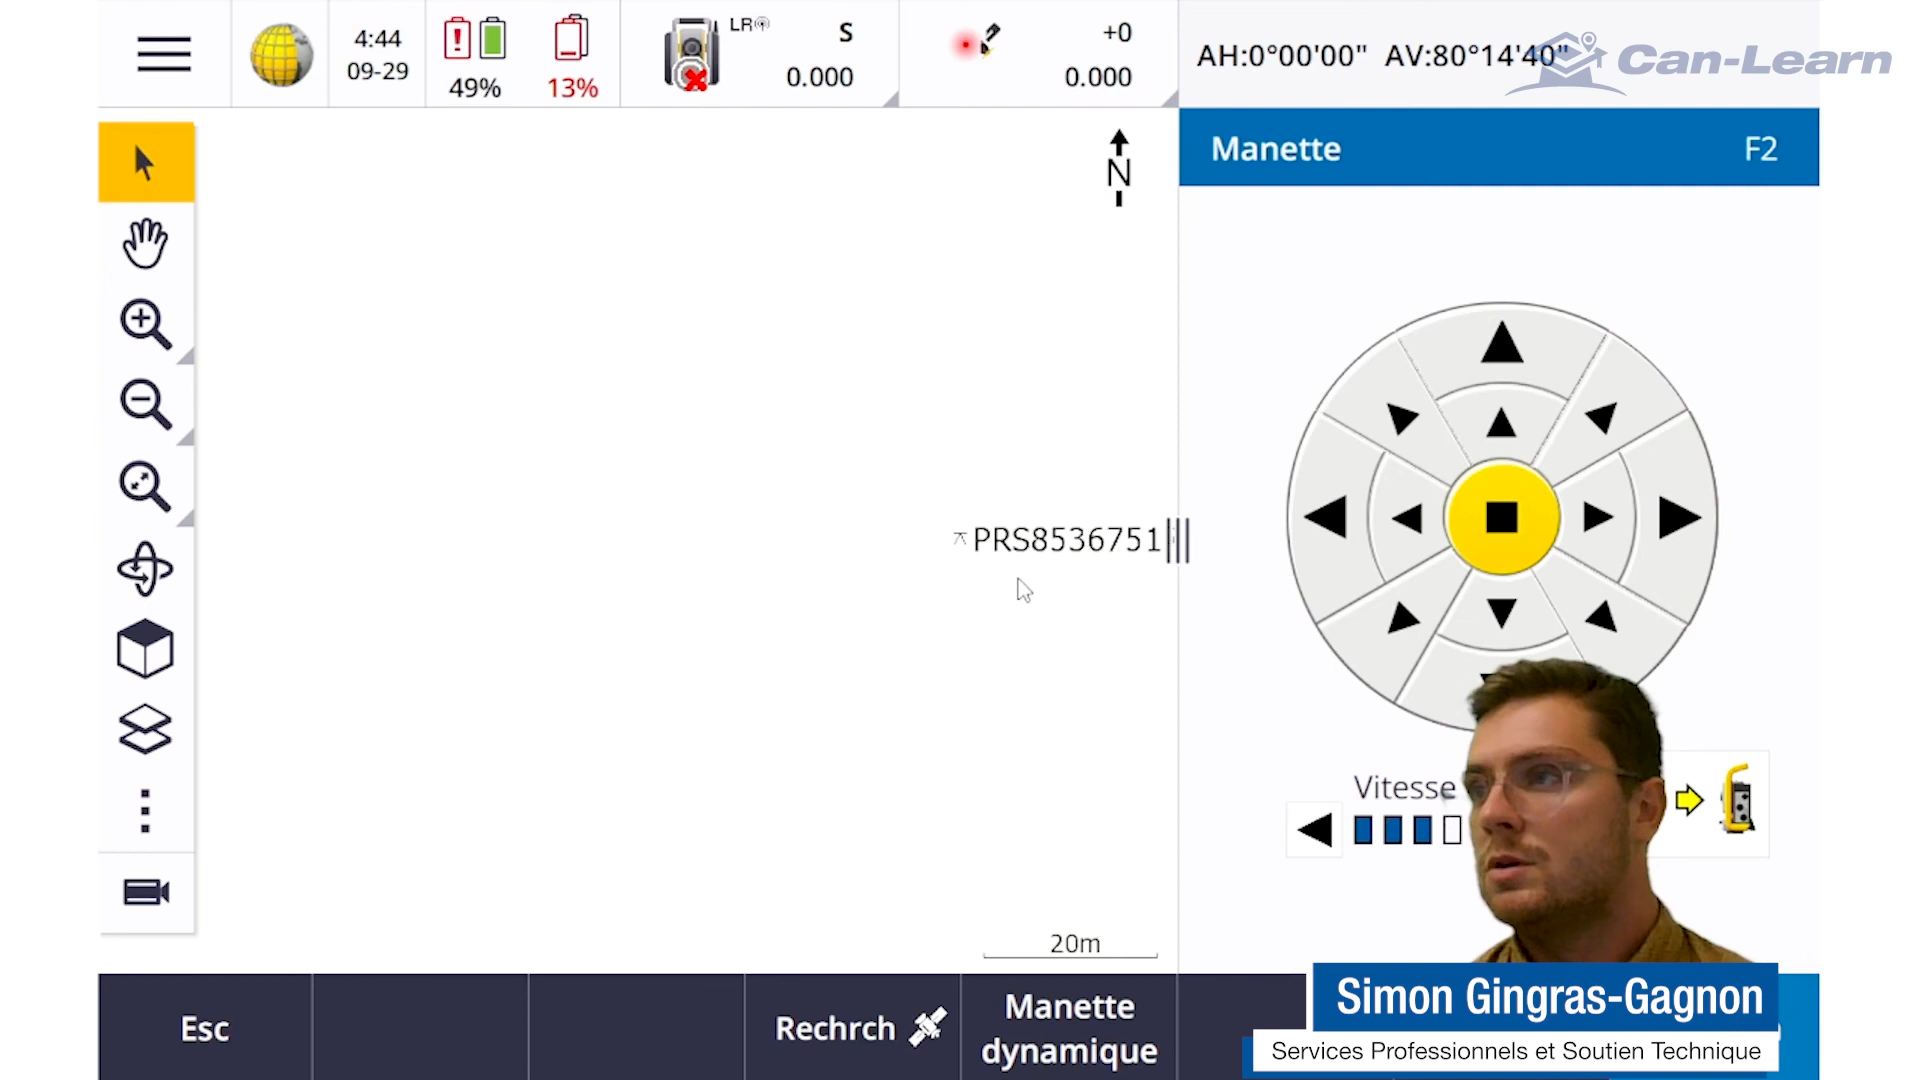 4:44
09-29
49%
13%
LR
S
0.000
+0
0.000
AH:0°00'00" AV:80°14'40"
Can-Learn
Manette F2
N
PRS8536751
Vitesse
20m
Esc
Rechrch
Manette
dynamique
Simon Gingras-Gagnon
Services Professionnels et Soutien Technique